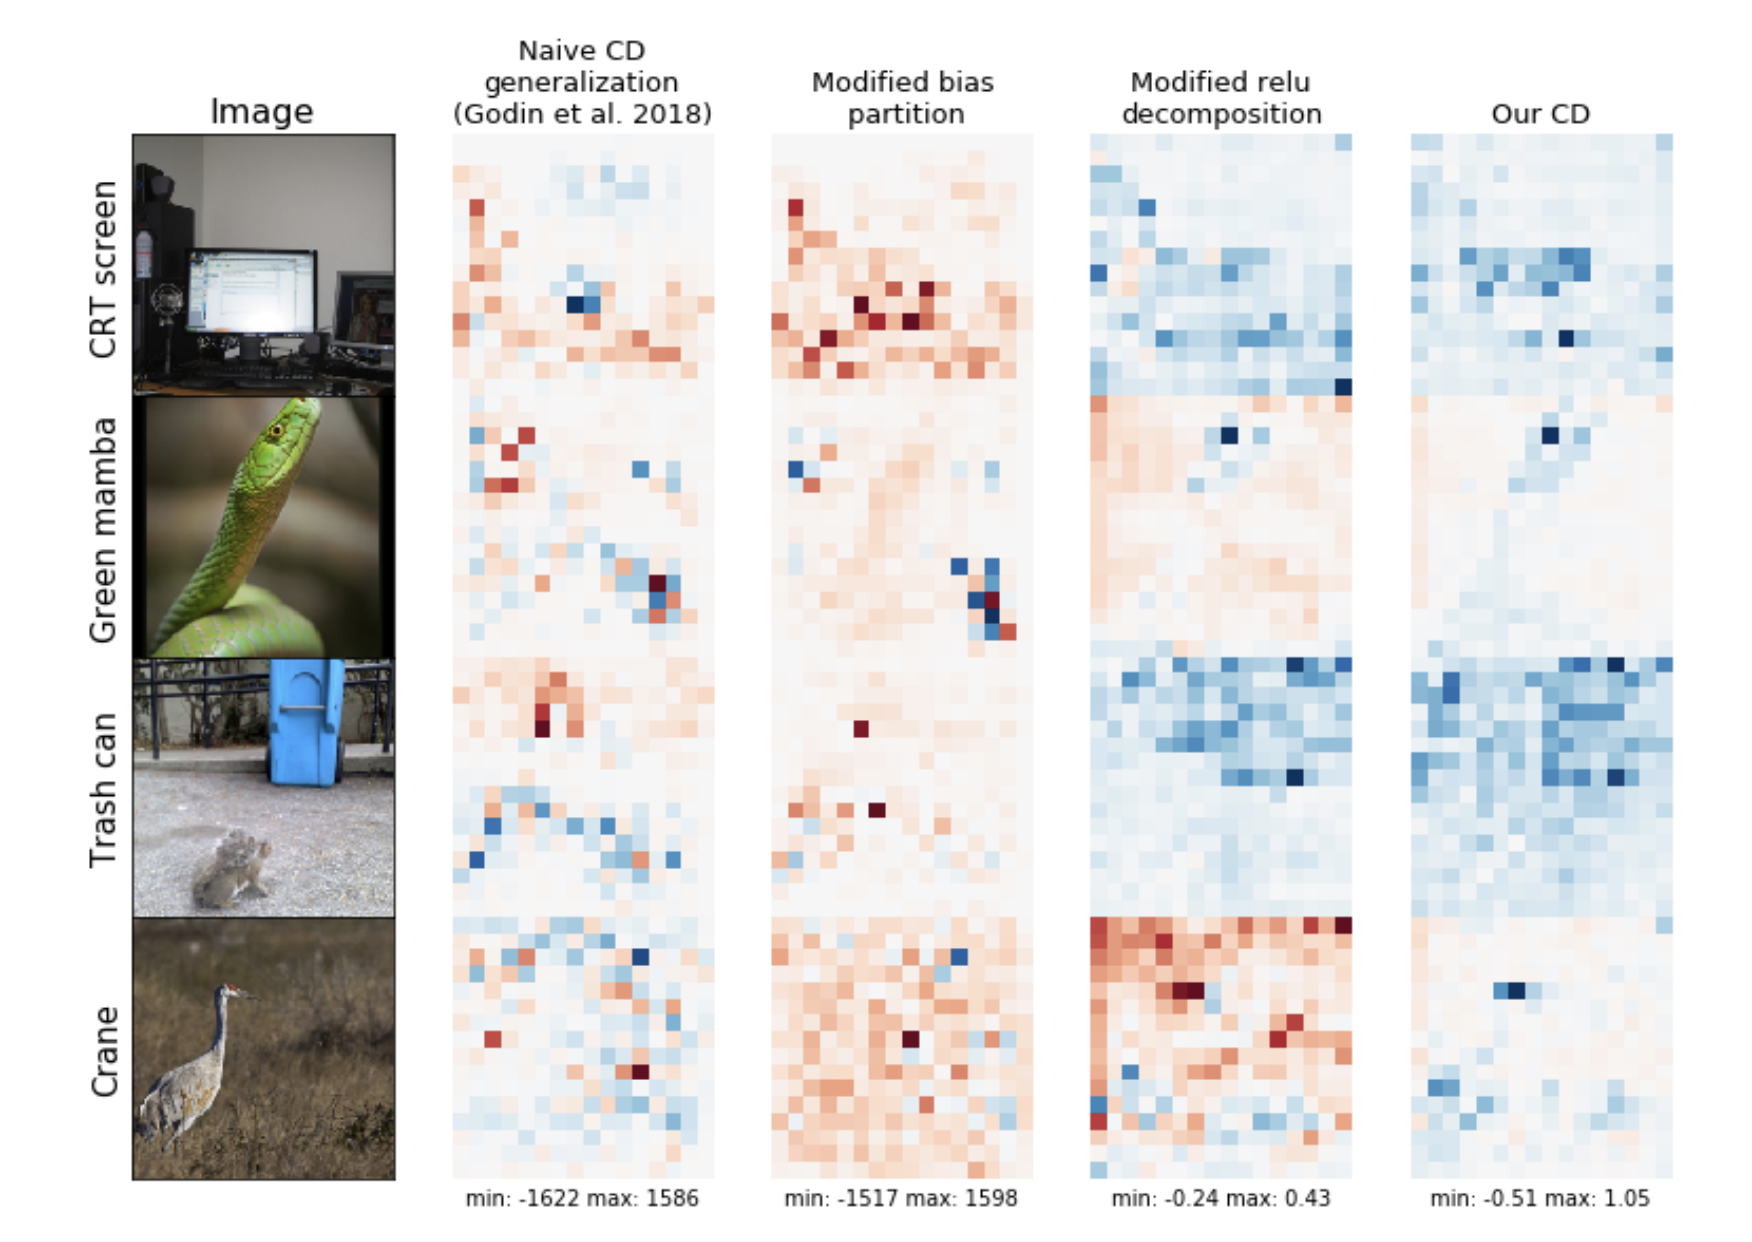 Image
Naive CD
generalization
(Godin et al. 2018)
Modified bias
partition
Modified relu
decomposition
Our CD
CRT screen
Green mamba
Trash can
Crane
min: -1622 max: 1586
min: -1517 max: 1598
min: -0.24 max: 0.43
min: -0.51 max: 1.05